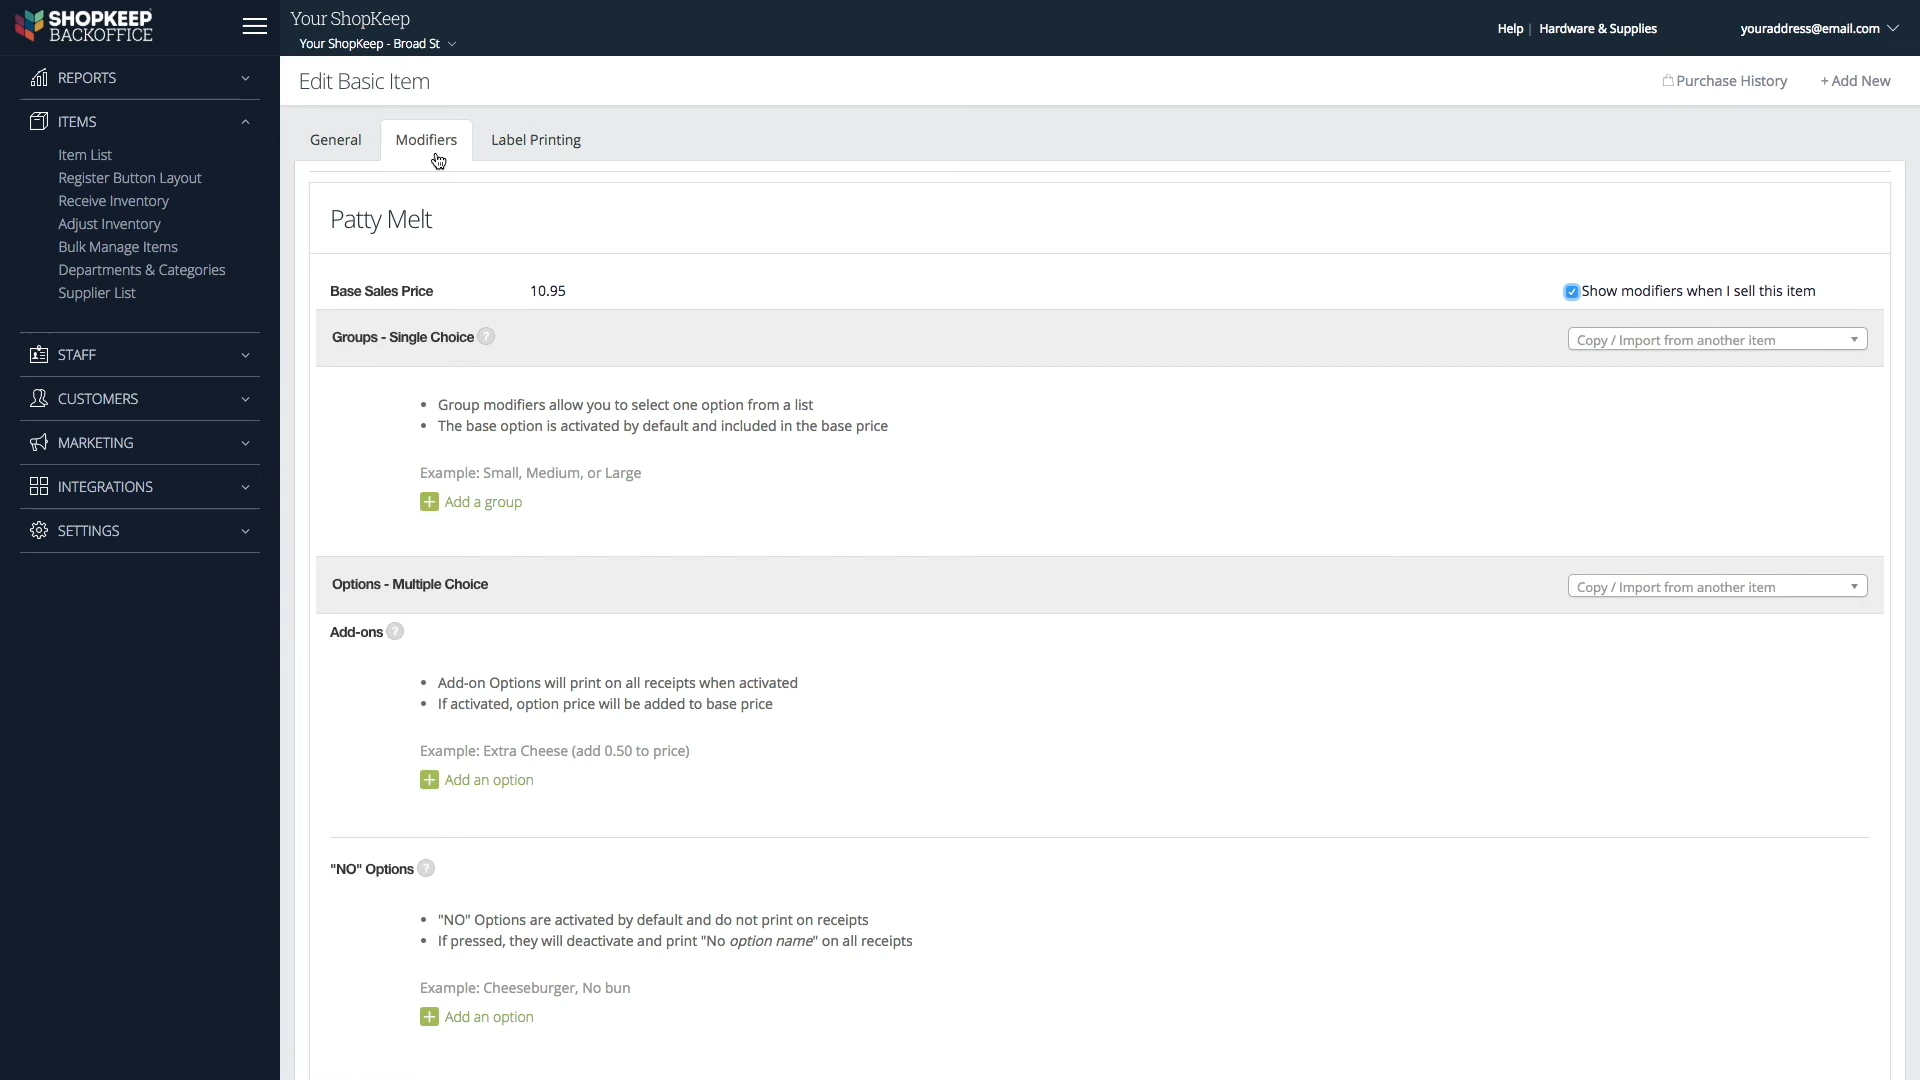 SHOPKEEP
BACKOFFICE
Your ShopKeep
Your ShopKeep - Broad St
Help | Hardware & Supplies
youraddress@email.com
REPORTS
ITEMS
Item List
Register Button Layout
Receive Inventory
Adjust Inventory
Bulk Manage Items
Departments & Categories
Supplier List
STAFF
CUSTOMERS
MARKETING
INTEGRATIONS
SETTINGS
Edit Basic Item
Purchase History
+ Add New
General
Modifiers
Label Printing
Patty Melt
Base Sales Price
10.95
Show modifiers when I sell this item
Groups - Single Choice ?
Copy / Import from another item
• Group modifiers allow you to select one option from a list
• The base option is activated by default and included in the base price
Example: Small, Medium, or Large
+ Add a group
Options - Multiple Choice
Copy / Import from another item
Add-ons ?
• Add-on Options will print on all receipts when activated
• If activated, option price will be added to base price
Example: Extra Cheese (add 0.50 to price)
+ Add an option
"NO" Options ?
• "NO" Options are activated by default and do not print on receipts
• If pressed, they will deactivate and print "No option name" on all receipts
Example: Cheeseburger, No bun
+ Add an option